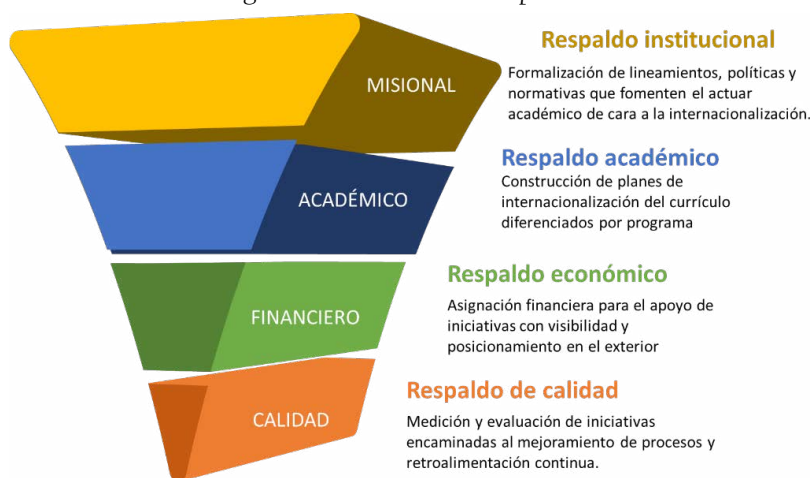 Respaldo institucional
MISIONAL
Formalización de lineamientos, políticas y
normativas que fomenten el actuar
académico de cara a la internacionalización.
Respaldo académico
ACADÉMICO
Construcción de planes de
internacionalización del currículo
diferenciados por programa
Respaldo económico
FINANCIERO
Asignación financiera para el apoyo de
iniciativas con visibilidad y
posicionamiento en el exterior
Respaldo de calidad
CALIDAD
Medición y evaluación de iniciativas
encaminadas al mejoramiento de procesos y
retroalimentación continua.